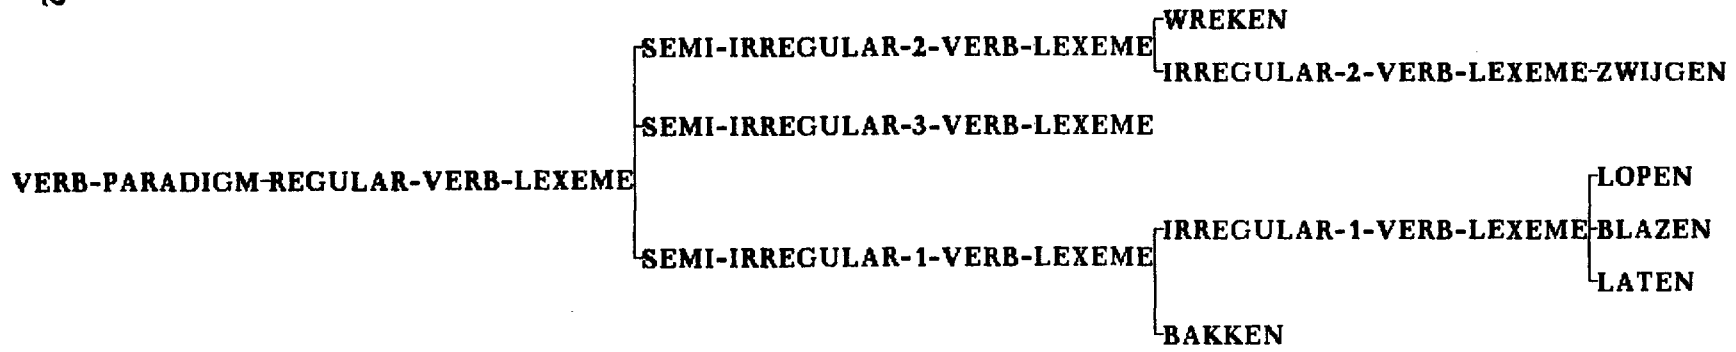 WREKEN
SEMI-IRREGULAR-2-VERB-LEXEME
IRREGULAR-2-VERB-LEXEME-ZWIJGEN
SEMI-IRREGULAR-3-VERB-LEXEME
VERB-PARADIGM-REGULAR-VERB-LEXEME
LOPEN
IRREGULAR-1-VERB-LEXEME-BLAZEN
SEMI-IRREGULAR-1-VERB-LEXEME
LATEN
BAKKEN